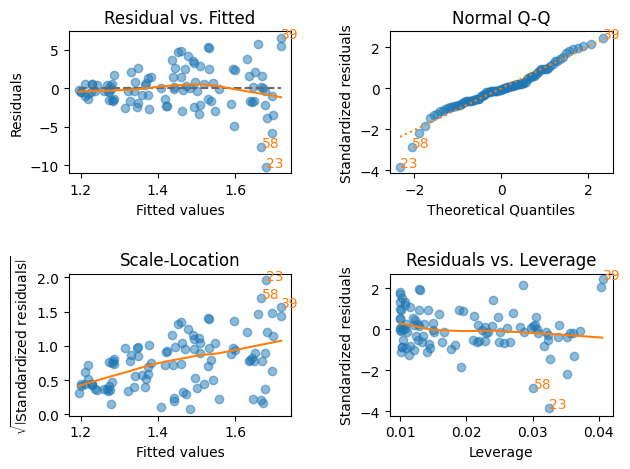 Residual vs. Fitted
Residuals
5
0
−5
−10
39
58
23
1.2 1.4 1.6
Fitted values
Normal Q-Q
Standardized residuals
2
0
−2
−4
39
58
23
−2 0 2
Theoretical Quantiles
Scale-Location
√|Standardized residuals|
2.0
1.5
1.0
0.5
0.0
23
58
39
1.2 1.4 1.6
Fitted values
Residuals vs. Leverage
Standardized residuals
2
0
−2
−4
39
58
23
0.01 0.02 0.03 0.04
Leverage